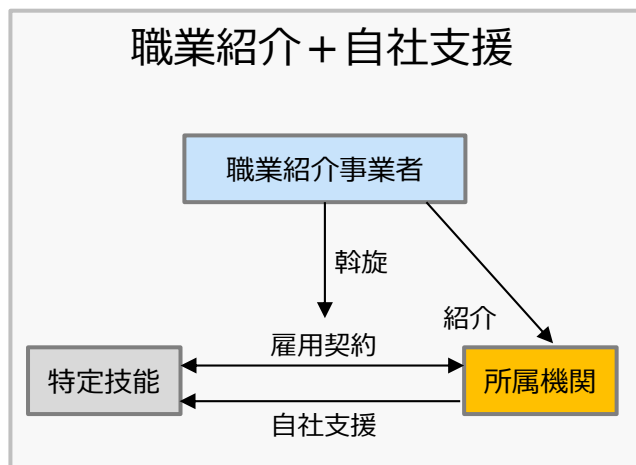 職業紹介＋自社支援
職業紹介事業者
斡旋
紹介
雇用契約
特定技能
所属機関
自社支援